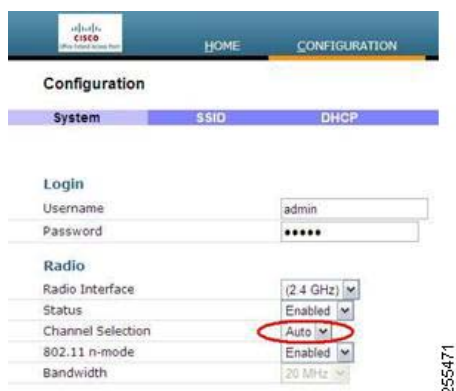 CISCO
HOME CONFIGURATION
Configuration
System SSID DHCP
Login
Username admin
Password •••••
Radio
Radio Interface (2.4 GHz)
Status Enabled
Channel Selection Auto
802.11 n-mode Enabled
Bandwidth 20 MHz
255471